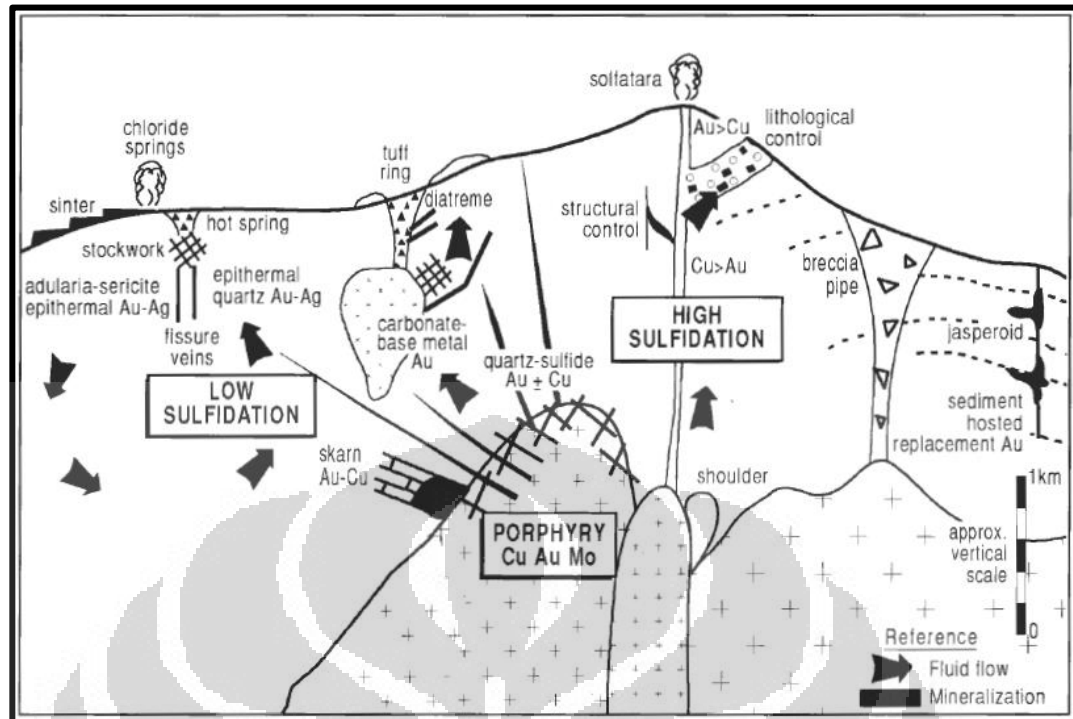 solfatara
Au>Cu
lithological
control
chloride
springs
tuff
ring
diatreme
sinter
hot spring
stockwork
structural
control
adularia-sericite
epithermal Au-Ag
epithermal
quartz Au-Ag
fissure
veins
Cu>Au
breccia
pipe
carbonate-
base metal
Au
HIGH
SULFIDATION
jasperoid
quartz-sulfide
Au ± Cu
LOW
SULFIDATION
sediment
hosted
replacement Au
skarn
Au-Cu
shoulder
1km
PORPHYRY
Cu Au Mo
approx.
vertical
scale
0
Reference
Fluid flow
Mineralization